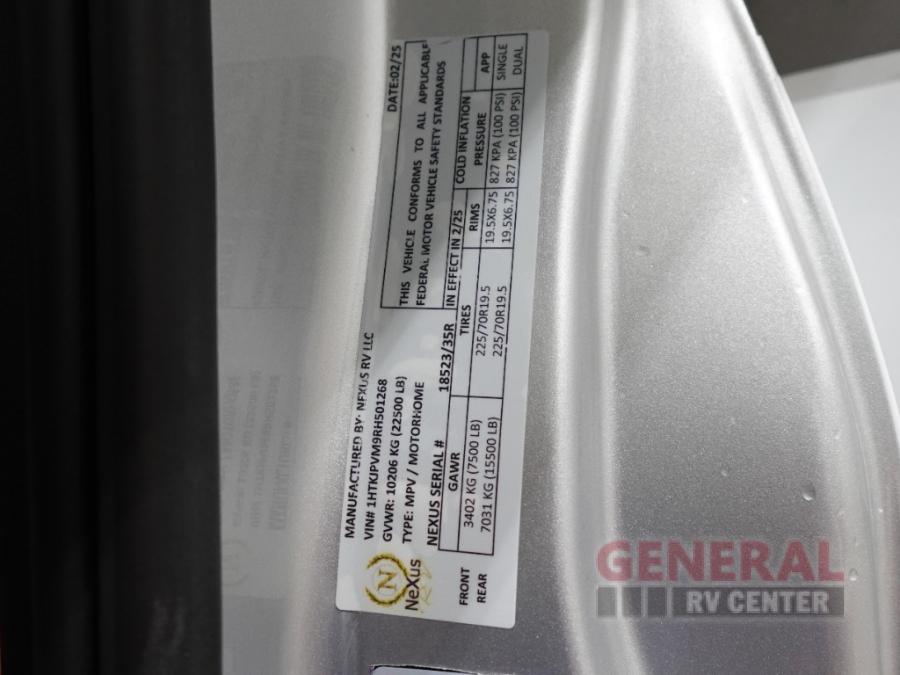 MANUFACTURED BY: NEXUS RV LLC DATE:02/25
VIN# 1HTKJPVM9RH501268
GVWR: 10206 KG (22500 LB)
TYPE: MPV / MOTORHOME
THIS VEHICLE CONFORMS TO ALL APPLICABLE
FEDERAL MOTOR VEHICLE SAFETY STANDARDS
IN EFFECT IN 2/25
N
NeXus
RV
NEXUS SERIAL # 18523/35R
GAWR TIRES RIMS COLD INFLATION PRESSURE APP
FRONT 3402 KG (7500 LB) 225/70R19.5 19.5X6.75 827 KPA (100 PSI) SINGLE
REAR 7031 KG (15500 LB) 225/70R19.5 19.5X6.75 827 KPA (100 PSI) DUAL
GENERAL
RV CENTER